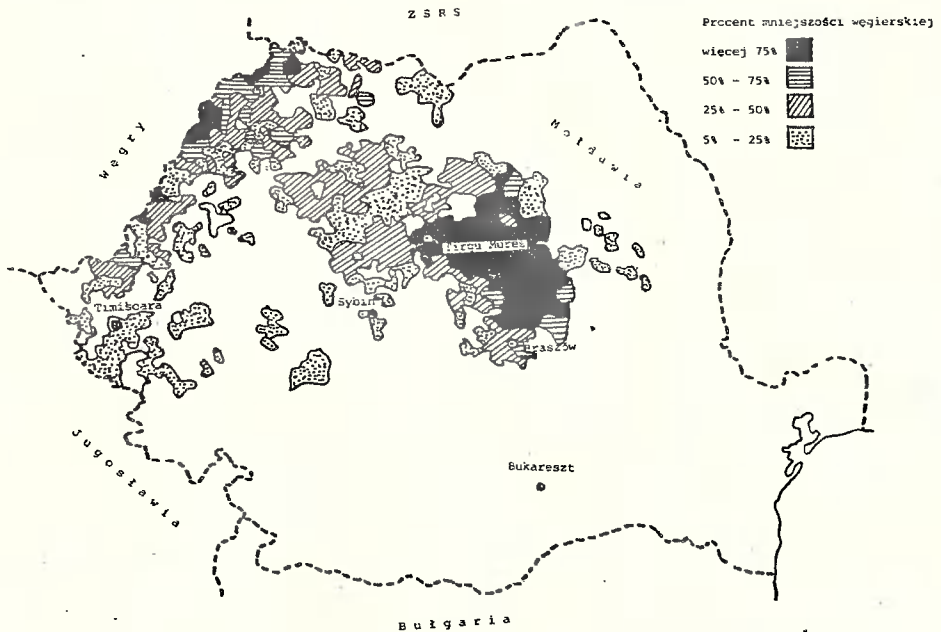 ZSRS
Procent mniejszości węgierskiej
więcej 75%
50% - 75%
25% - 50%
5% - 25%
Węgry
Mołdawia
Tîrgu Mureş
Timişoara
Sybin
Braszów
Jugosławia
Bukareszt
Bułgaria